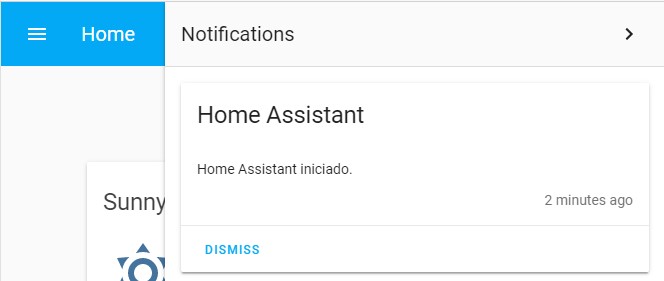 Home
Notifications
Home Assistant
Home Assistant iniciado.
2 minutes ago
Sunny
DISMISS